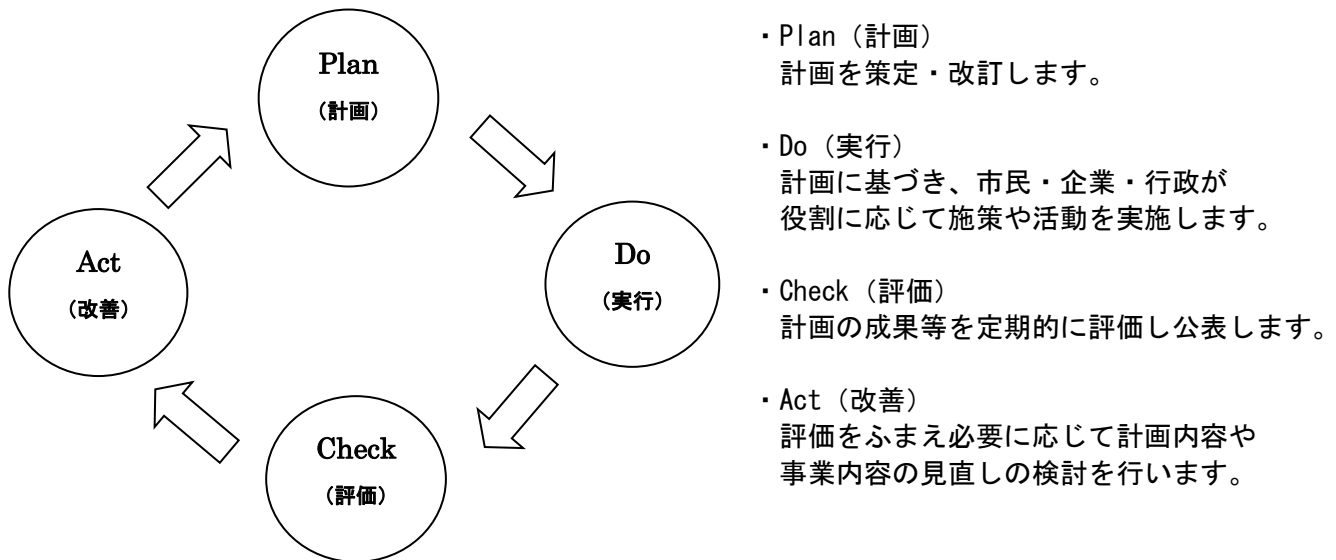 Plan
（計画）
Do
（実行）
Check
（評価）
Act
（改善）
・Plan（計画）
計画を策定・改訂します。
・Do（実行）
計画に基づき、市民・企業・行政が
役割に応じて施策や活動を実施します。
・Check（評価）
計画の成果等を定期的に評価し公表します。
・Act（改善）
評価をふまえ必要に応じて計画内容や
事業内容の見直しの検討を行います。